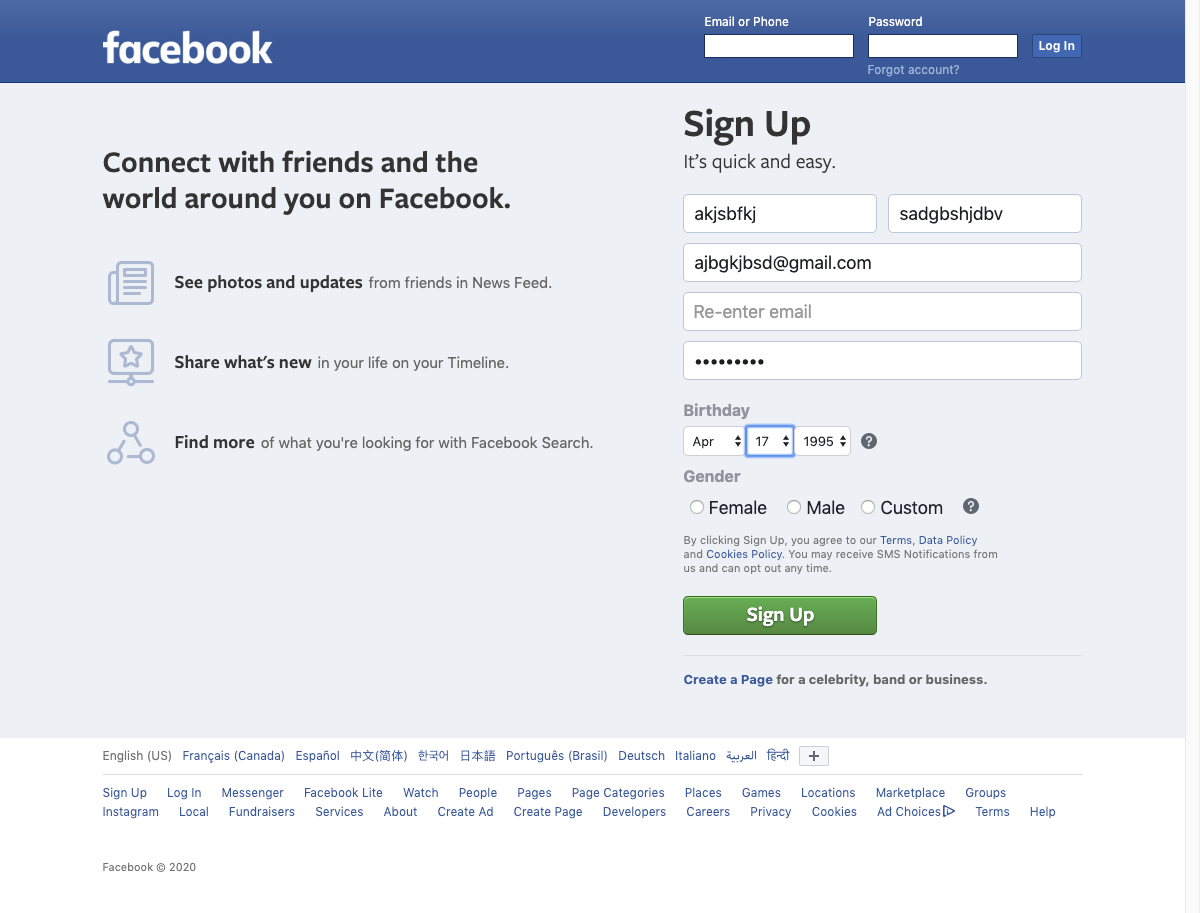 facebook
Email or Phone
Password
Log In
Forgot account?
Connect with friends and the
world around you on Facebook.
See photos and updates from friends in News Feed.
Share what's new in your life on your Timeline.
Find more of what you're looking for with Facebook Search.
Sign Up
It's quick and easy.
akjsbfkj
sadgbshjdbv
ajbgkjbsd@gmail.com
Re-enter email
•••••••••
Birthday
Apr 17 1995 ?
Gender
Female Male Custom ?
By clicking Sign Up, you agree to our Terms, Data Policy
and Cookies Policy. You may receive SMS Notifications from
us and can opt out any time.
Sign Up
Create a Page for a celebrity, band or business.
English (US) Français (Canada) Español 中文(简体) 한국어 日本語 Português (Brasil) Deutsch Italiano العربية हिन्दी +
Sign Up Log In Messenger Facebook Lite Watch People Pages Page Categories Places Games Locations Marketplace Groups
Instagram Local Fundraisers Services About Create Ad Create Page Developers Careers Privacy Cookies Ad Choices Terms Help
Facebook © 2020